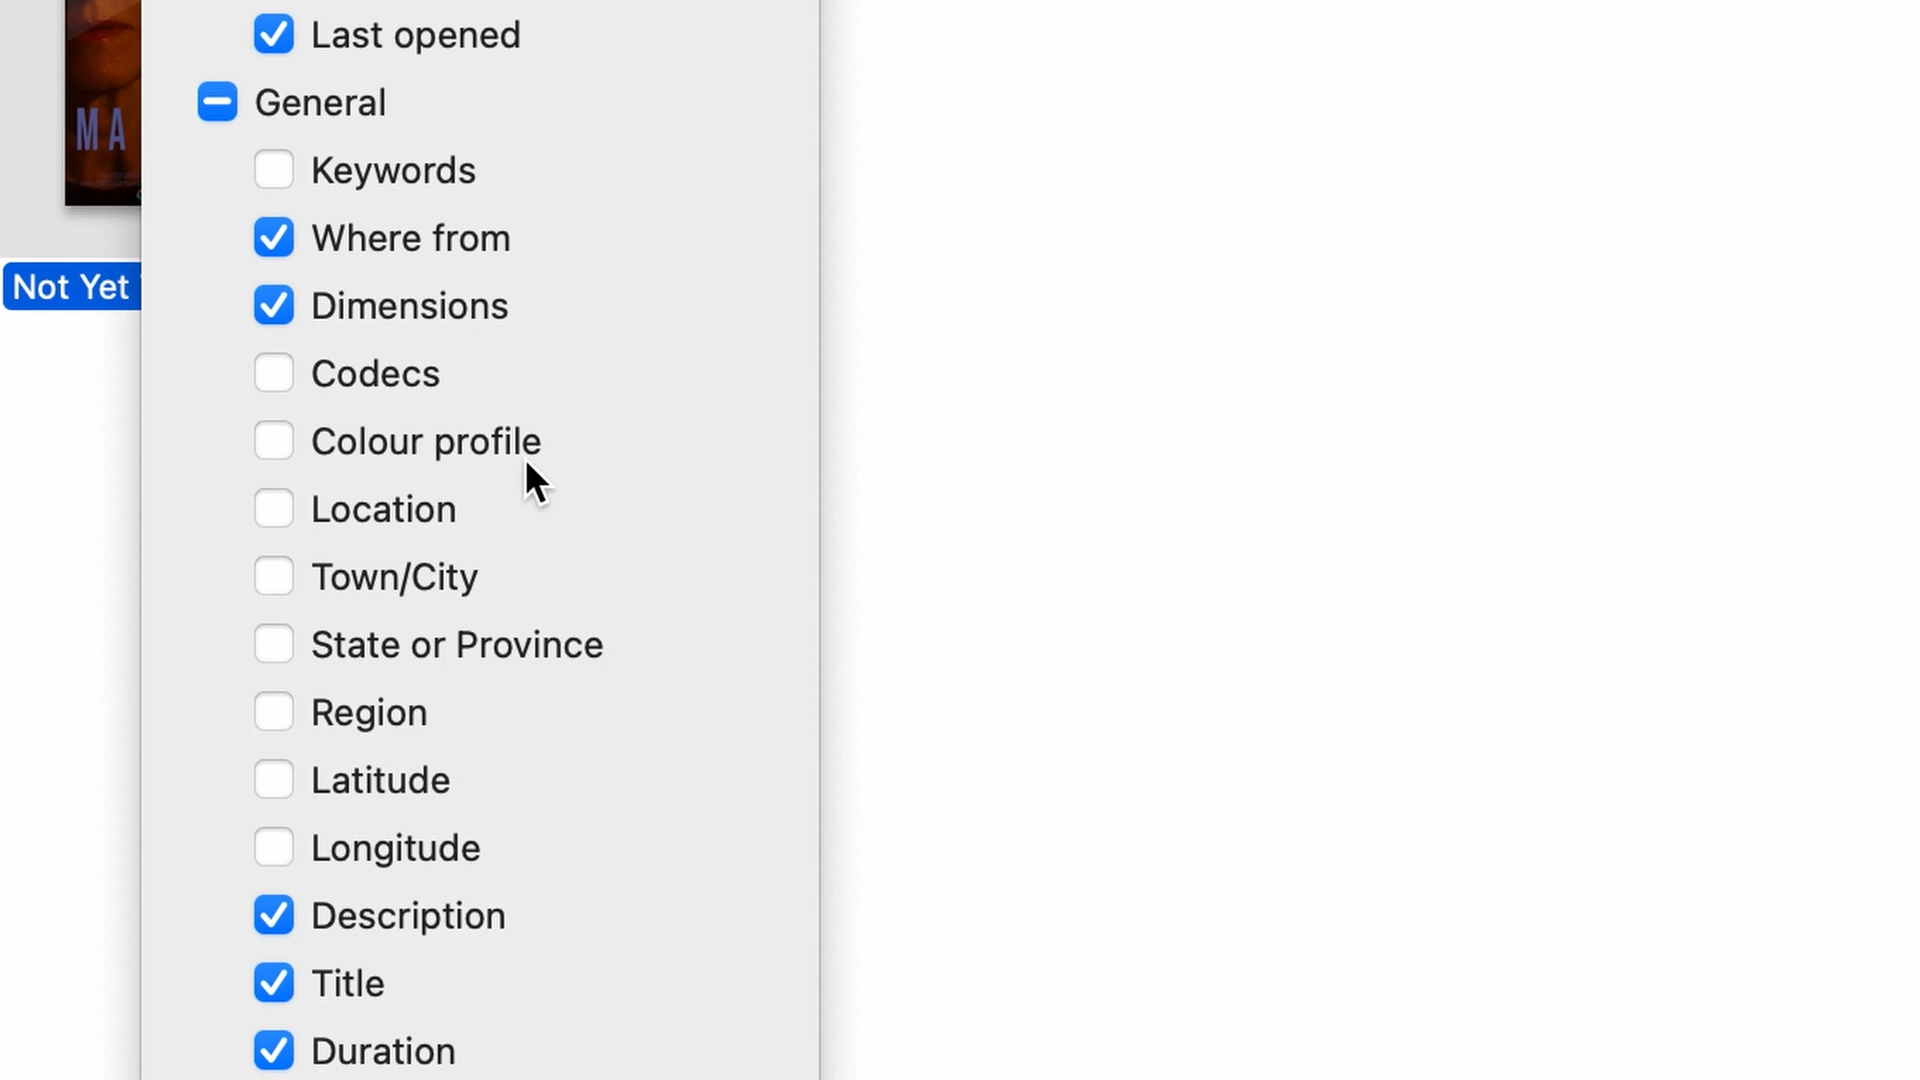 Last opened
General
MA
Keywords
Where from
Not Yet
Dimensions
Codecs
Colour profile
Location
Town/City
State or Province
Region
Latitude
Longitude
Description
Title
Duration